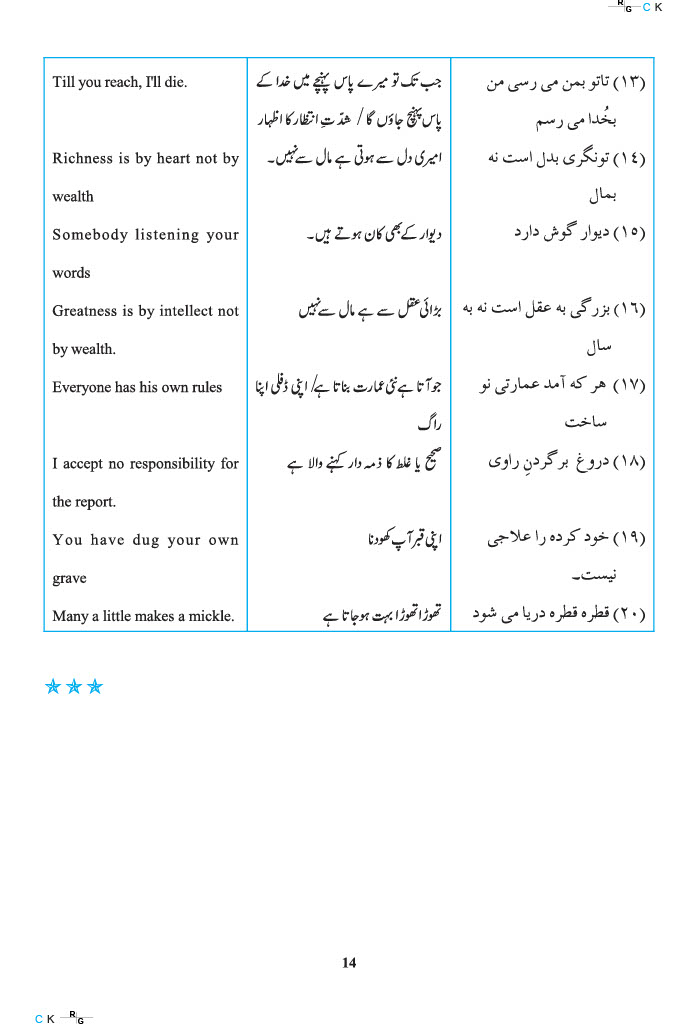 R
G C K
Till you reach, I'll die.
جب تک تو میرے پاس پہنچے میں خدا کے
(۱۳) تاتو بمن می رسی من
پاس پہنچ جاؤں گا / شدّتِ انتظار کا اظہار
بخُدا می رسم
Richness is by heart not by
امیری دل سے ہوتی ہے مال سے نہیں۔
(۱٤) تونگری بدل است نه
wealth
بمال
Somebody listening your
دیوار کے بھی کان ہوتے ہیں۔
(۱٥) دیوار گوش دارد
words
Greatness is by intellect not
بڑائی عقل سے ہے مال سے نہیں
(۱٦) بزرگی به عقل است نه به
by wealth.
سال
Everyone has his own rules
جو آتا ہے نئی عمارت بناتا ہے/ اپنی ڈفلی اپنا
(۱۷) هر که آمد عمارتی نو
راگ
ساخت
I accept no responsibility for
صحیح یا غلط کا ذمہ دار کہنے والا ہے
(۱۸) دروغ برگردنِ راوی
the report.
You have dug your own
اپنی قبر آپ کھودنا
(۱۹) خود کرده را علاجی
grave
نیست۔
Many a little makes a mickle.
تھوڑا تھوڑا بہت ہو جاتا ہے
(۲۰) قطره قطره دریا می شود
14
C K R
G